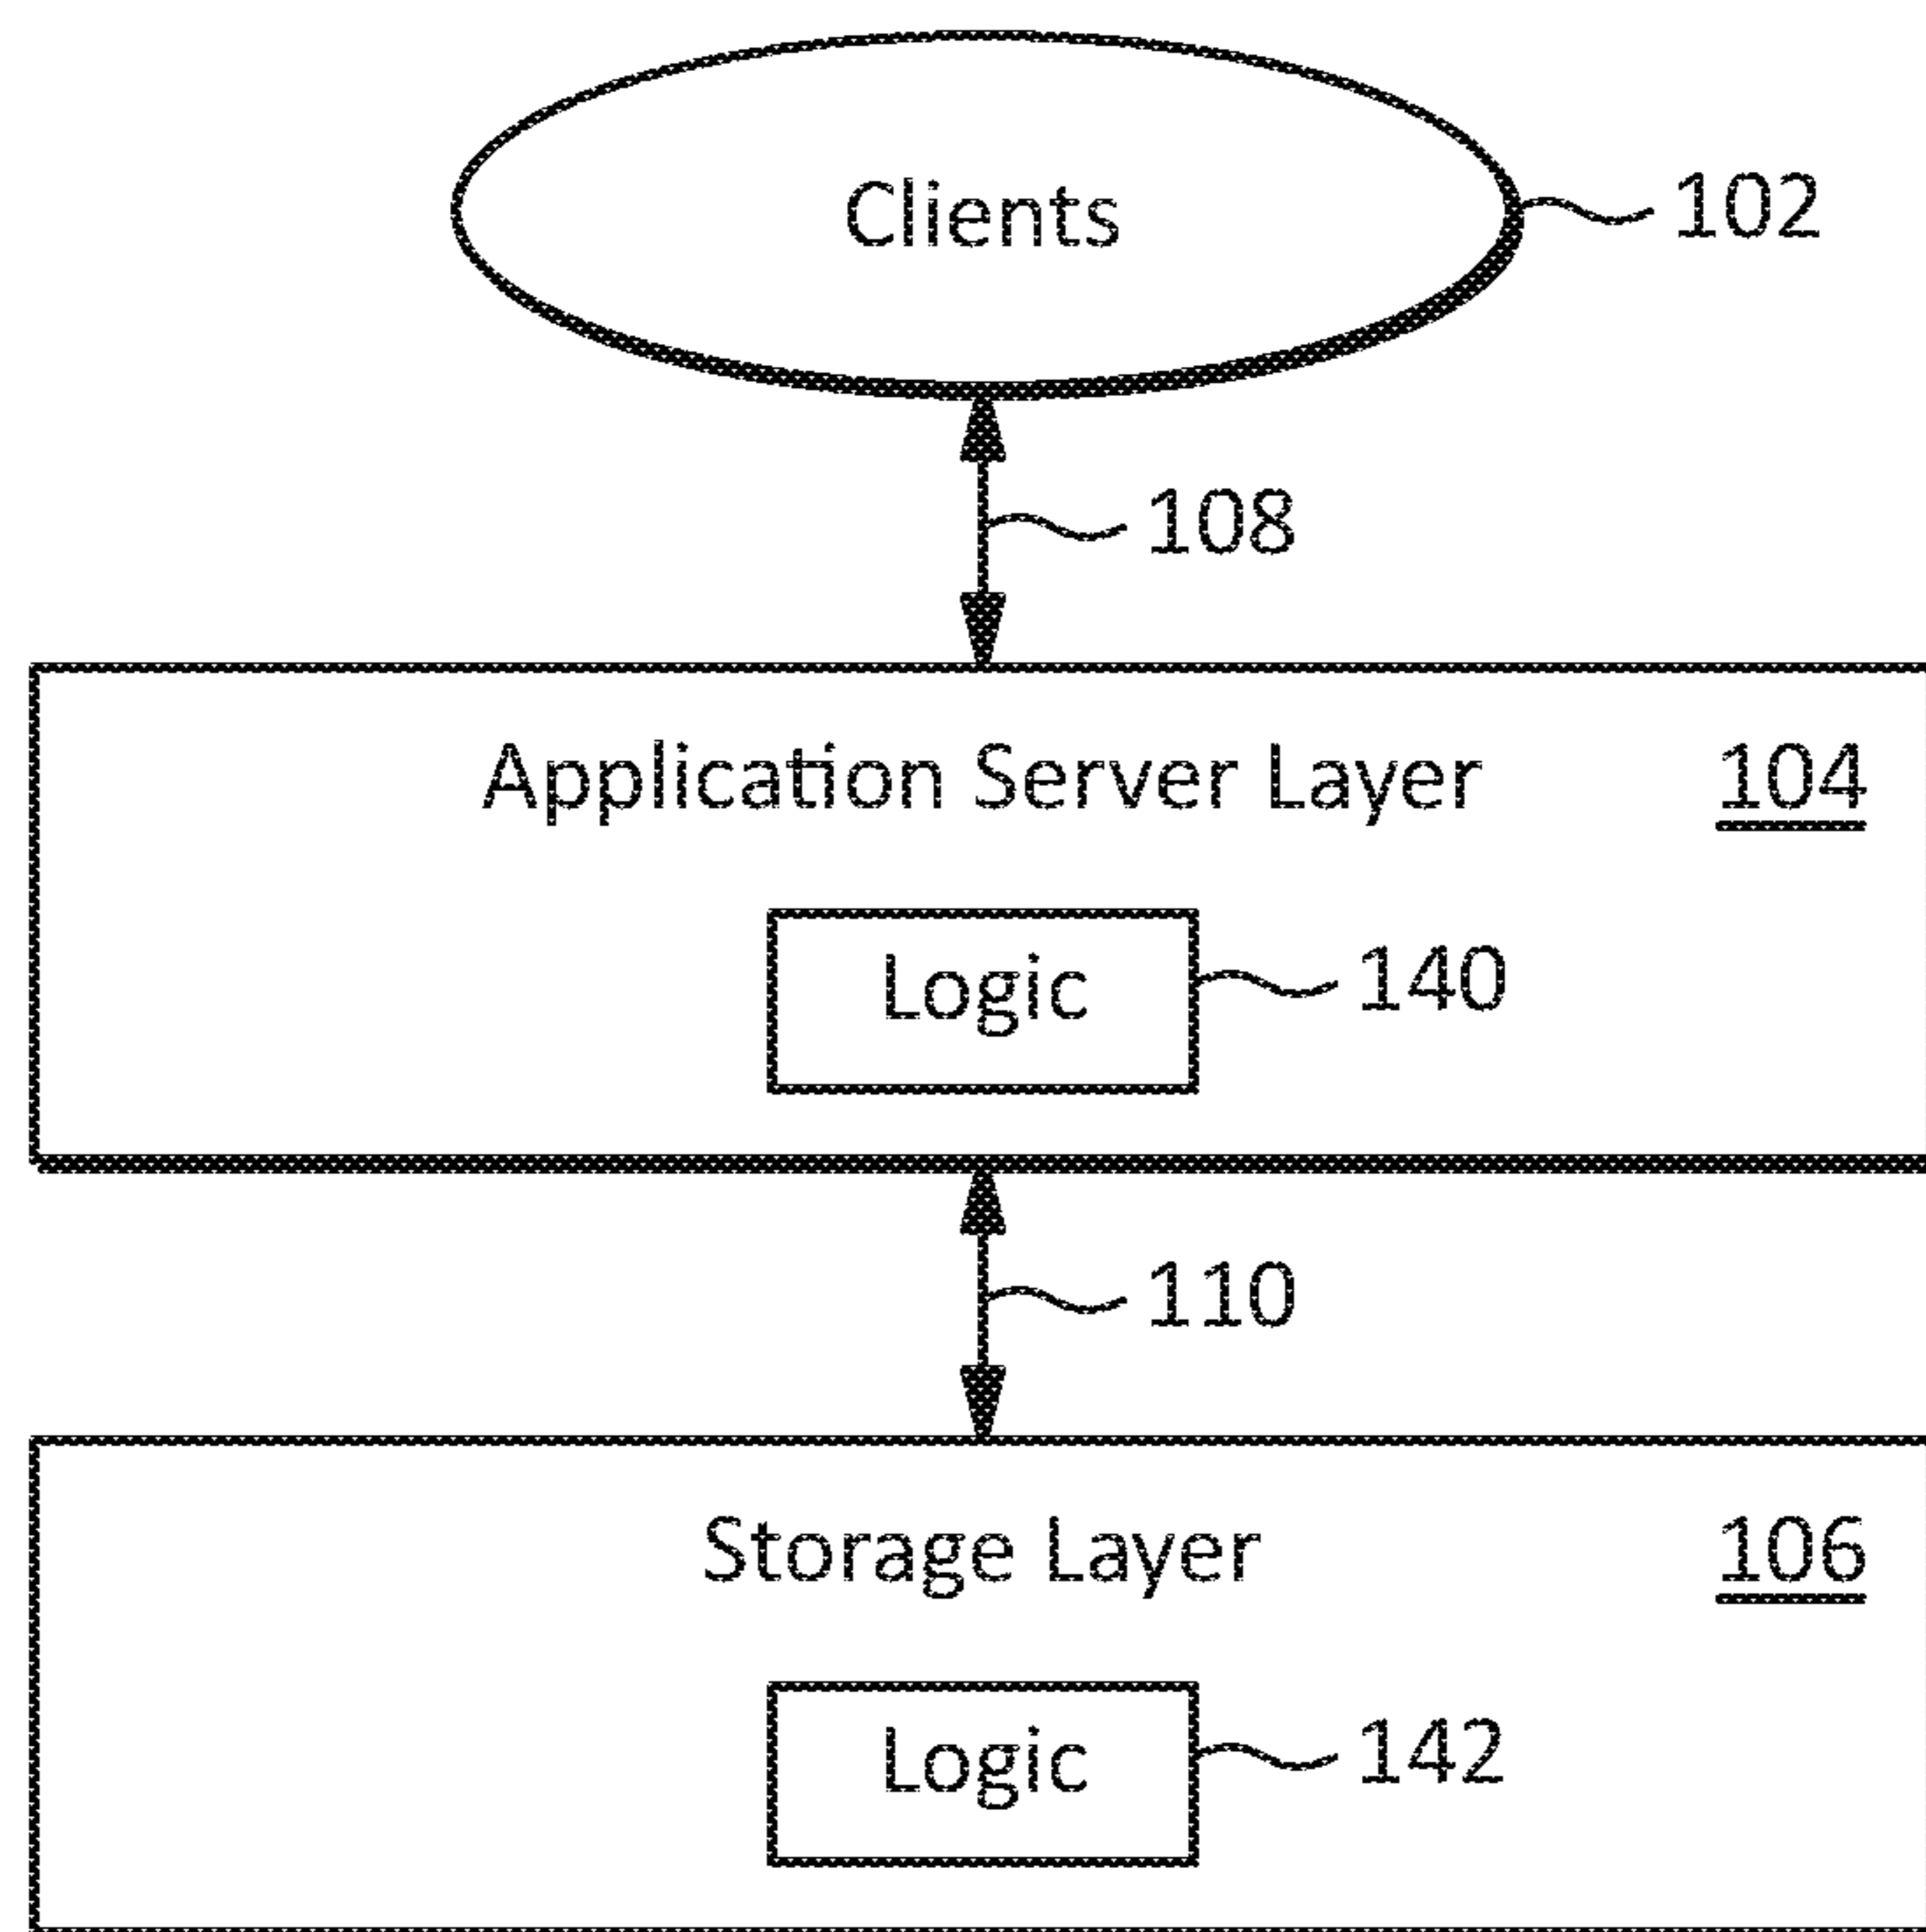 Clients 102
108
Application Server Layer 104
Logic 140
110
Storage Layer 106
Logic 142